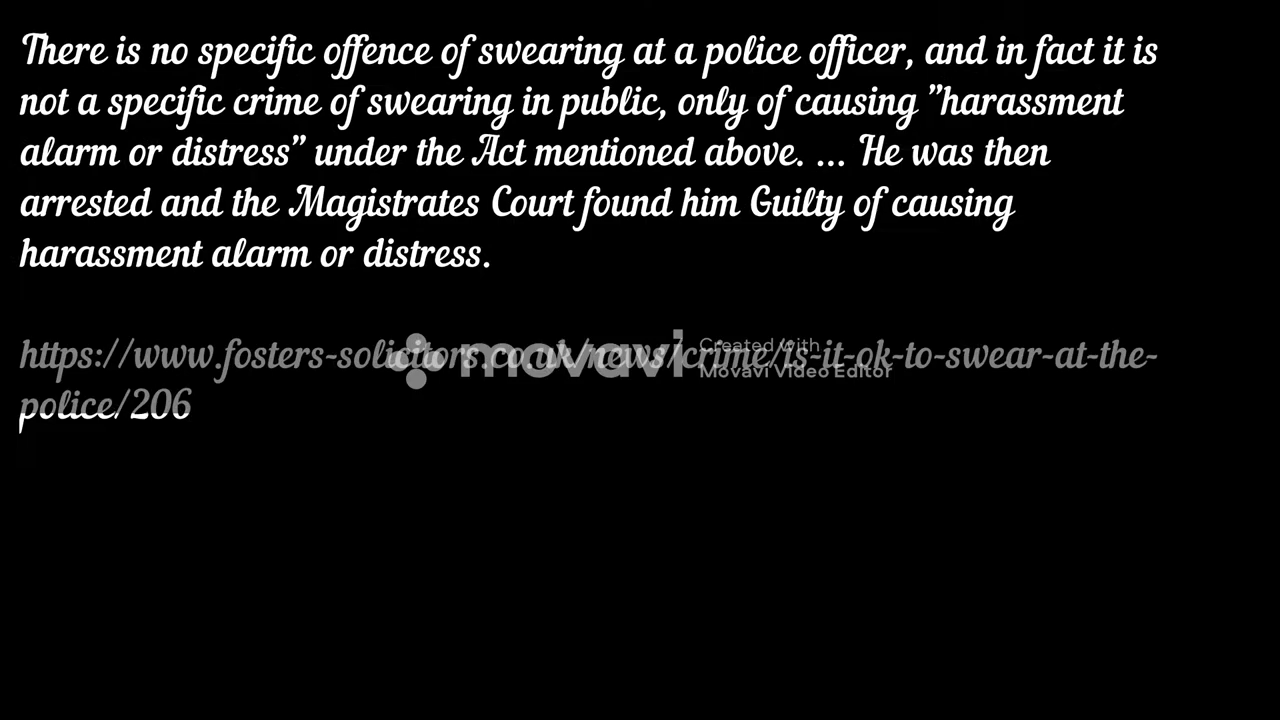 There is no specific offence of swearing at a police officer, and in fact it is
not a specific crime of swearing in public, only of causing "harassment
alarm or distress" under the Act mentioned above. ... He was then
arrested and the Magistrates Court found him Guilty of causing
harassment alarm or distress.
https://www.fosters-solicitors.co.uk/news/crime/is-it-ok-to-swear-at-the-
police/206
movavi
Created with
Movavi Video Editor